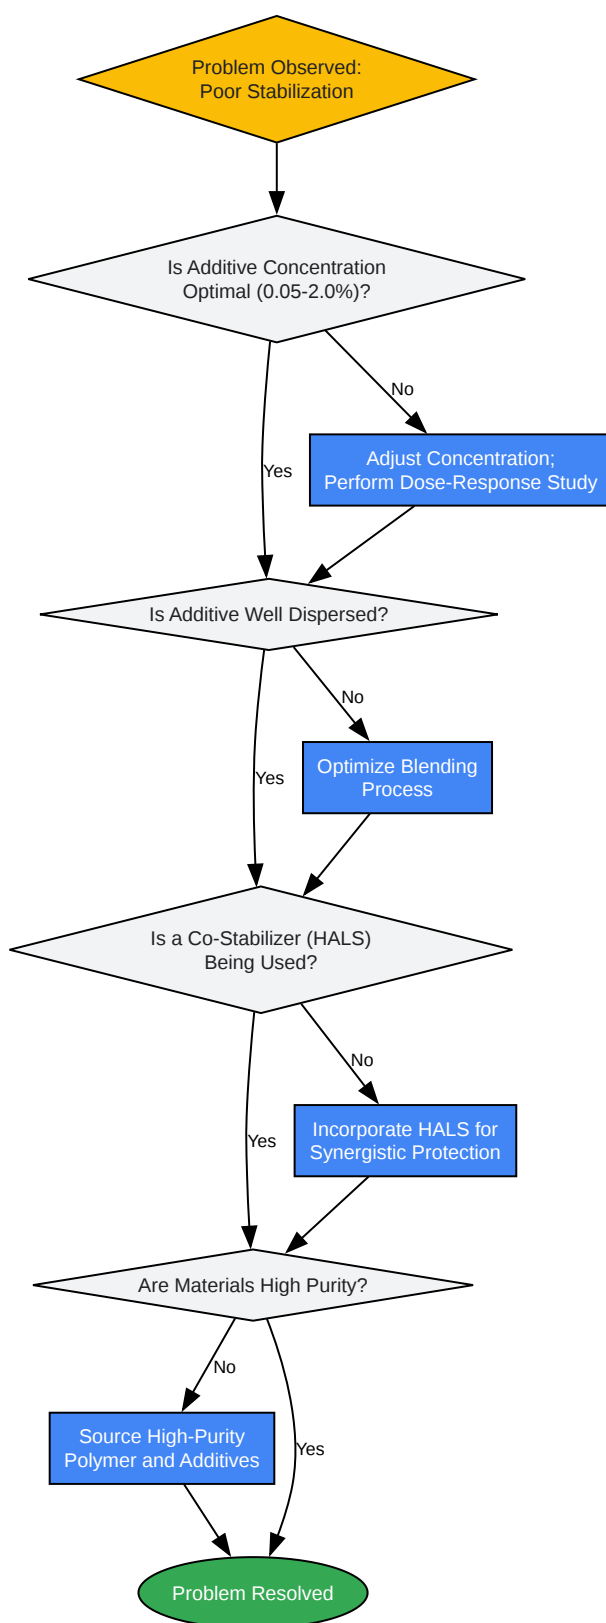 Problem Observed:
Poor Stabilization
Is Additive Concentration
Optimal (0.05-2.0%)?
No
Adjust Concentration;
Perform Dose-Response Study
Yes
Is Additive Well Dispersed?
No
Optimize Blending
Process
Yes
Is a Co-Stabilizer (HALS)
Being Used?
No
Incorporate HALS for
Synergistic Protection
Yes
Are Materials High Purity?
No
Source High-Purity
Polymer and Additives
Yes
Problem Resolved